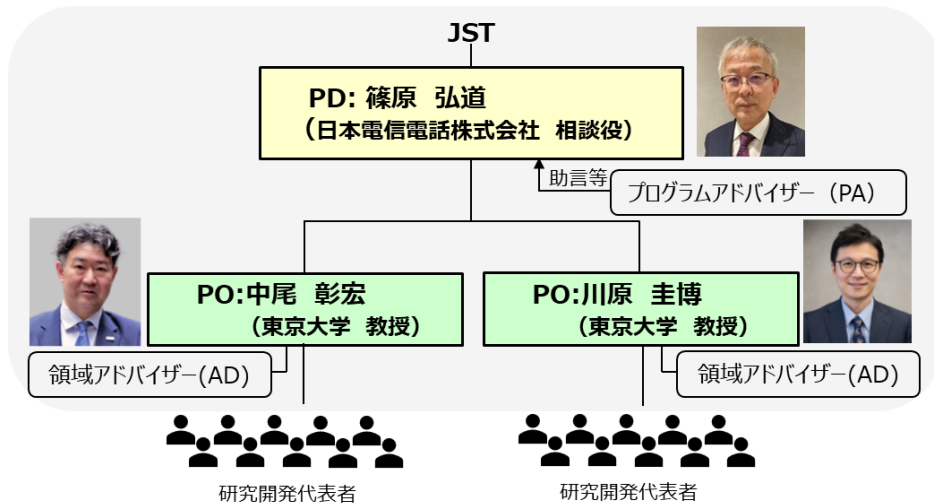 JST
PD: 篠原 弘道
（日本電信電話株式会社 相談役）
助言等
プログラムアドバイザー（PA）
PO:中尾 彰宏
（東京大学 教授）
PO:川原 圭博
（東京大学 教授）
領域アドバイザー(AD)
領域アドバイザー(AD)
研究開発代表者
研究開発代表者